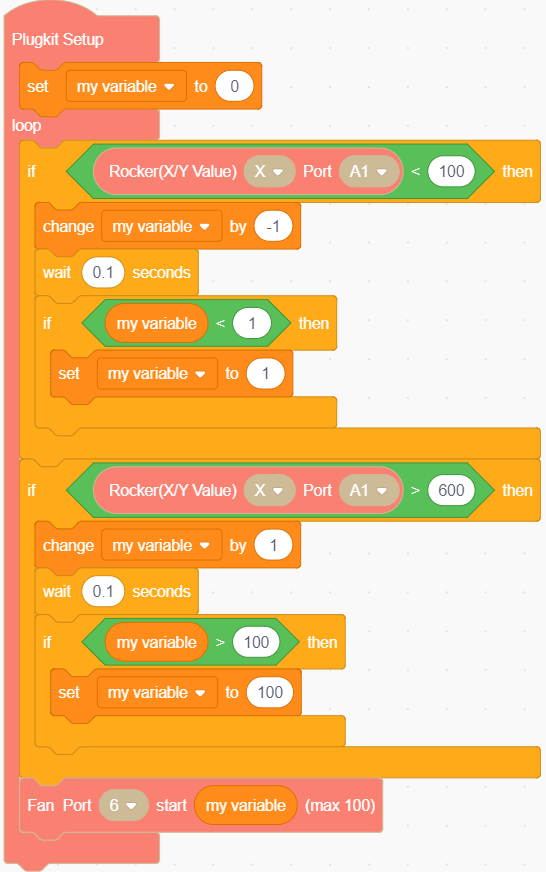 Plugkit Setup
set my variable to 0
loop
if Rocker(X/Y Value) X Port A1 < 100 then
change my variable by -1
wait 0.1 seconds
if my variable < 1 then
set my variable to 1
if Rocker(X/Y Value) X Port A1 > 600 then
change my variable by 1
wait 0.1 seconds
if my variable > 100 then
set my variable to 100
Fan Port 6 start my variable (max 100)